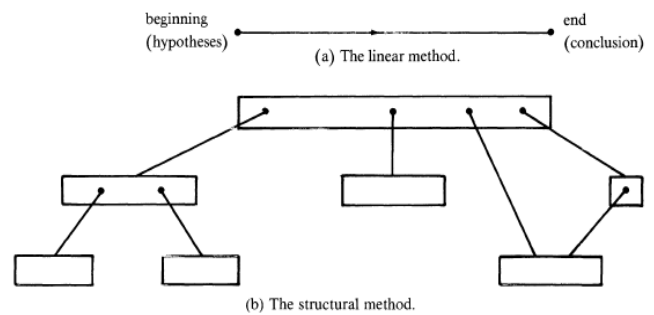 beginning
(hypotheses)
end
(conclusion)
(a) The linear method.
(b) The structural method.